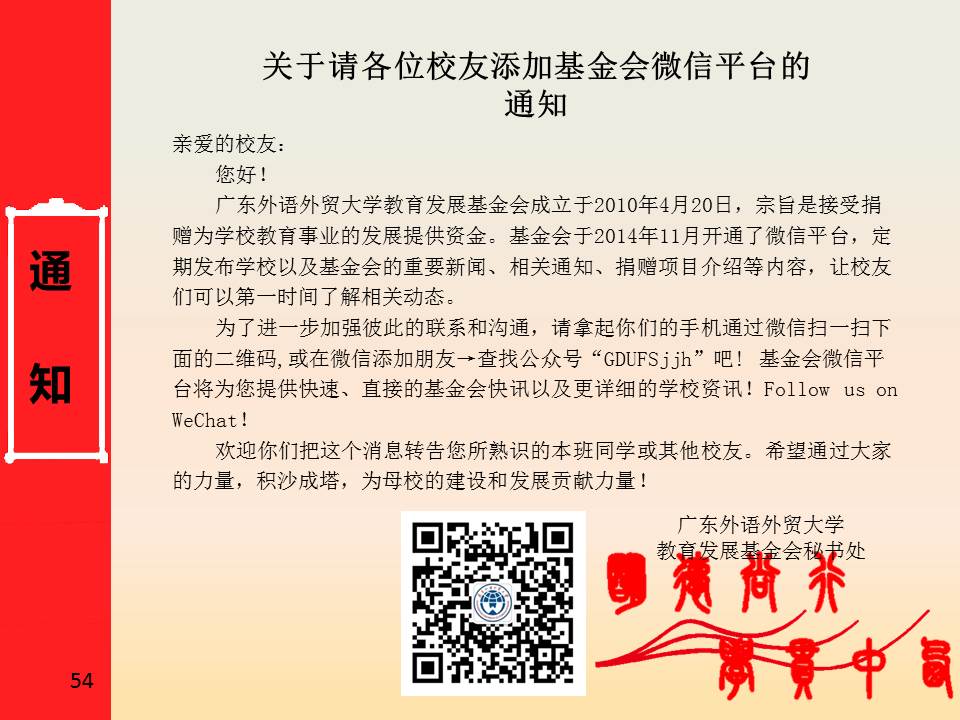 通
知
关于请各位校友添加基金会微信平台的
通知
亲爱的校友：
您好！
广东外语外贸大学教育发展基金会成立于2010年4月20日，宗旨是接受捐
赠为学校教育事业的发展提供资金。基金会于2014年11月开通了微信平台，定
期发布学校以及基金会的重要新闻、相关通知、捐赠项目介绍等内容，让校友
们可以第一时间了解相关动态。
为了进一步加强彼此的联系和沟通，请拿起你们的手机通过微信扫一扫下
面的二维码,或在微信添加朋友→查找公众号“GDUFSjjh”吧! 基金会微信平
台将为您提供快速、直接的基金会快讯以及更详细的学校资讯！Follow us on
WeChat！
欢迎你们把这个消息转告您所熟识的本班同学或其他校友。希望通过大家
的力量，积沙成塔，为母校的建设和发展贡献力量！
广东外语外贸大学
教育发展基金会秘书处
明德尚行
學貫中西
54